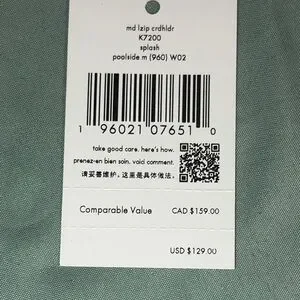 md lzip crdhldr
K7200
splash
poolside m (960) W02
1 96021 07651 0
take good care. here's how.
prenez-en bien soin. void comment.
请妥善维护。这里是具体做法。
Comparable Value CAD $159.00
USD $129.00